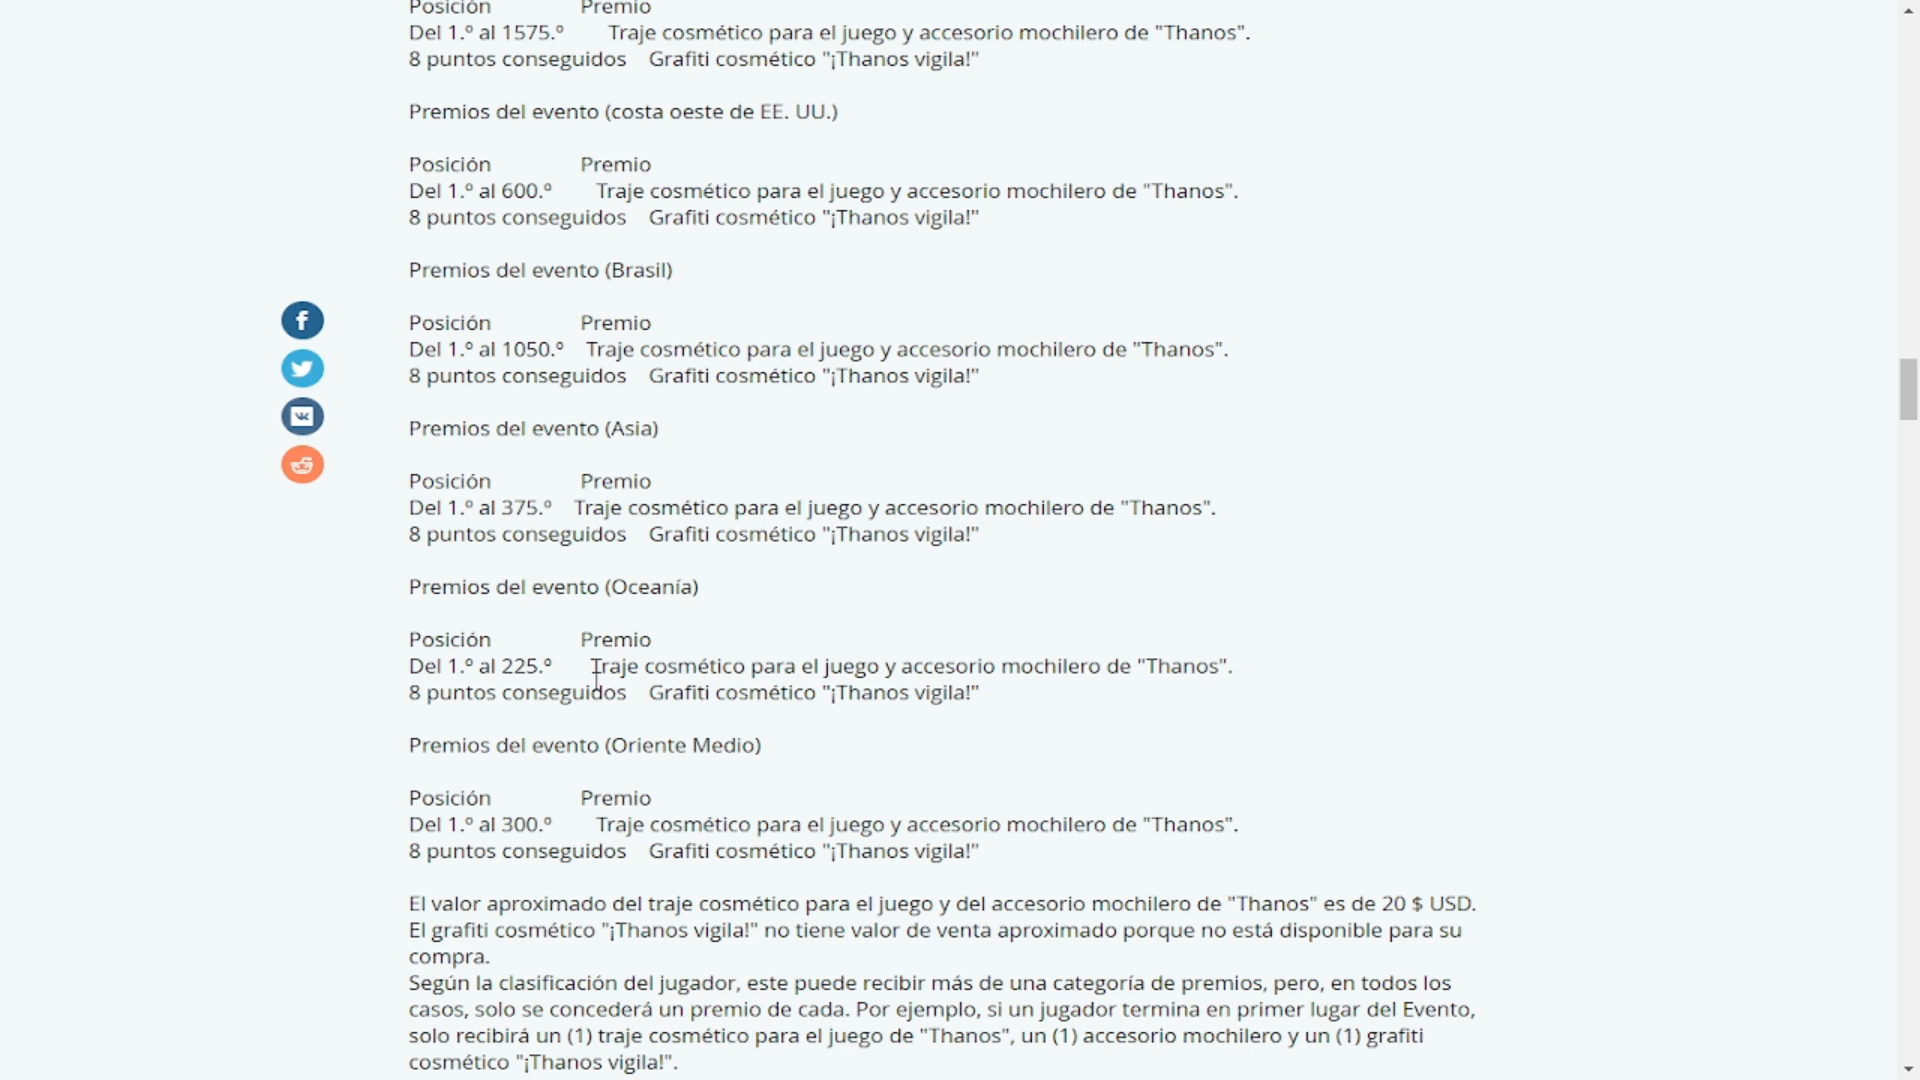 Posición Premio
Del 1.º al 1575.º Traje cosmético para el juego y accesorio mochilero de "Thanos".
8 puntos conseguidos Grafiti cosmético "¡Thanos vigila!"
Premios del evento (costa oeste de EE. UU.)
Posición Premio
Del 1.º al 600.º Traje cosmético para el juego y accesorio mochilero de "Thanos".
8 puntos conseguidos Grafiti cosmético "¡Thanos vigila!"
Premios del evento (Brasil)
Posición Premio
Del 1.º al 1050.º Traje cosmético para el juego y accesorio mochilero de "Thanos".
8 puntos conseguidos Grafiti cosmético "¡Thanos vigila!"
Premios del evento (Asia)
Posición Premio
Del 1.º al 375.º Traje cosmético para el juego y accesorio mochilero de "Thanos".
8 puntos conseguidos Grafiti cosmético "¡Thanos vigila!"
Premios del evento (Oceanía)
Posición Premio
Del 1.º al 225.º Traje cosmético para el juego y accesorio mochilero de "Thanos".
8 puntos conseguidos Grafiti cosmético "¡Thanos vigila!"
Premios del evento (Oriente Medio)
Posición Premio
Del 1.º al 300.º Traje cosmético para el juego y accesorio mochilero de "Thanos".
8 puntos conseguidos Grafiti cosmético "¡Thanos vigila!"
El valor aproximado del traje cosmético para el juego y del accesorio mochilero de "Thanos" es de 20 $ USD.
El grafiti cosmético "¡Thanos vigila!" no tiene valor de venta aproximado porque no está disponible para su
compra.
Según la clasificación del jugador, este puede recibir más de una categoría de premios, pero, en todos los
casos, solo se concederá un premio de cada. Por ejemplo, si un jugador termina en primer lugar del Evento,
solo recibirá un (1) traje cosmético para el juego de "Thanos", un (1) accesorio mochilero y un (1) grafiti
cosmético "¡Thanos vigila!".